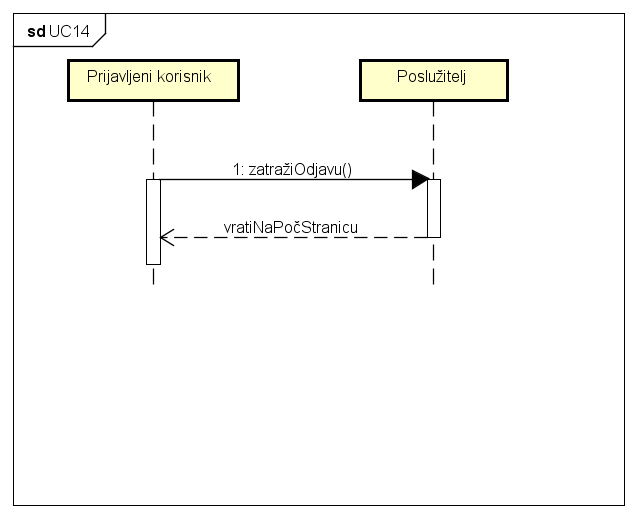 sd UC14
Prijavljeni korisnik
Poslužitelj
1: zatražiOdjavu()
vratiNaPočStranicu